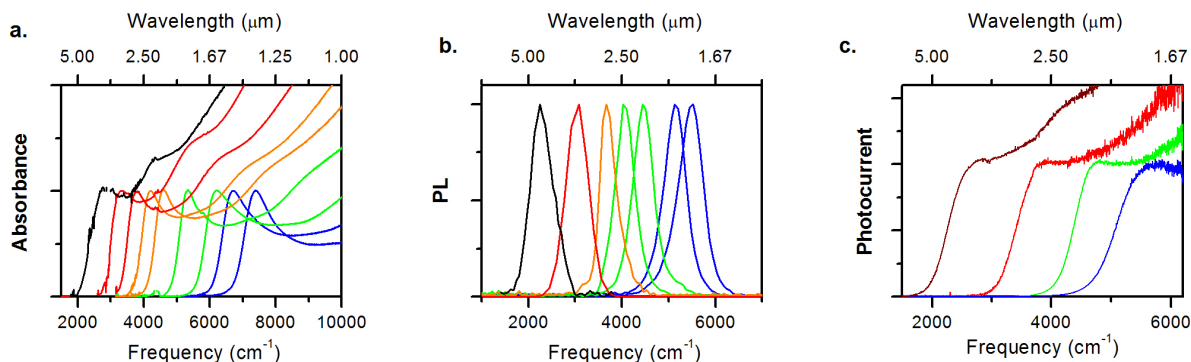 a.
Wavelength (μm)
5.00 2.50 1.67 1.25 1.00
Absorbance
2000 4000 6000 8000 10000
Frequency (cm⁻¹)
b.
Wavelength (μm)
5.00 2.50 1.67
PL
2000 4000 6000
Frequency (cm⁻¹)
c.
Wavelength (μm)
5.00 2.50 1.67
Photocurrent
2000 4000 6000
Frequency (cm⁻¹)